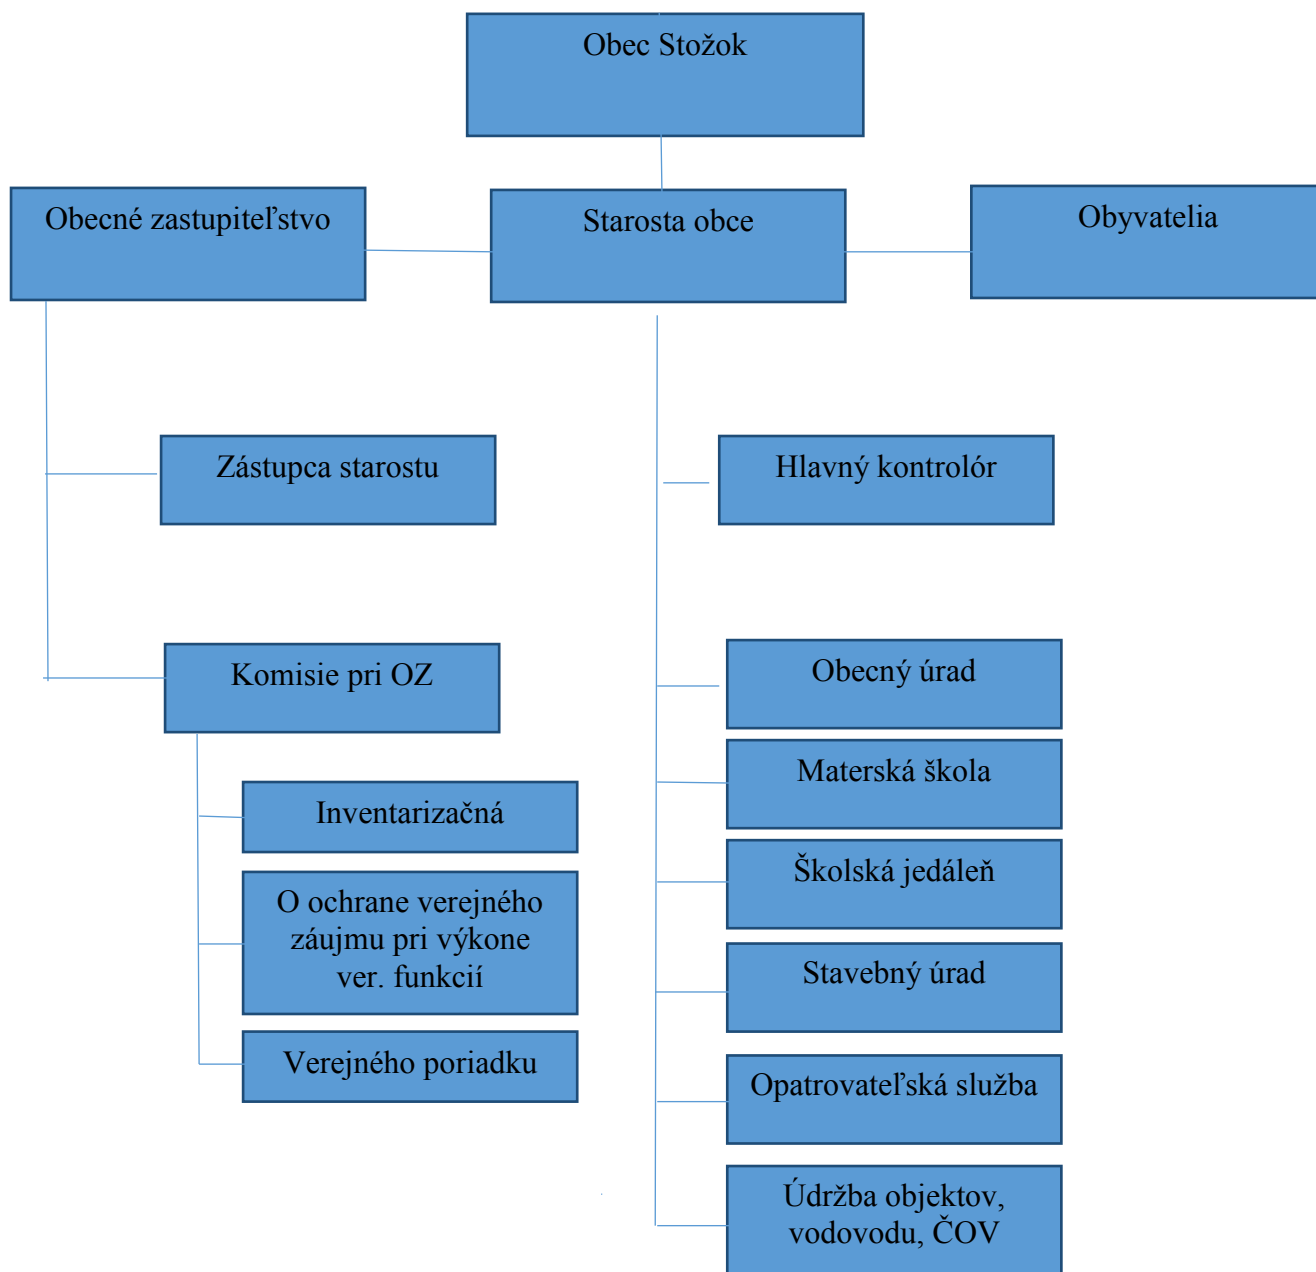 Obec Stožok
Obecné zastupiteľstvo
Starosta obce
Obyvatelia
Zástupca starostu
Hlavný kontrolór
Komisie pri OZ
Inventarizačná
O ochrane verejného
záujmu pri výkone
ver. funkcií
Verejného poriadku
Obecný úrad
Materská škola
Školská jedáleň
Stavebný úrad
Opatrovateľská služba
Údržba objektov,
vodovodu, ČOV